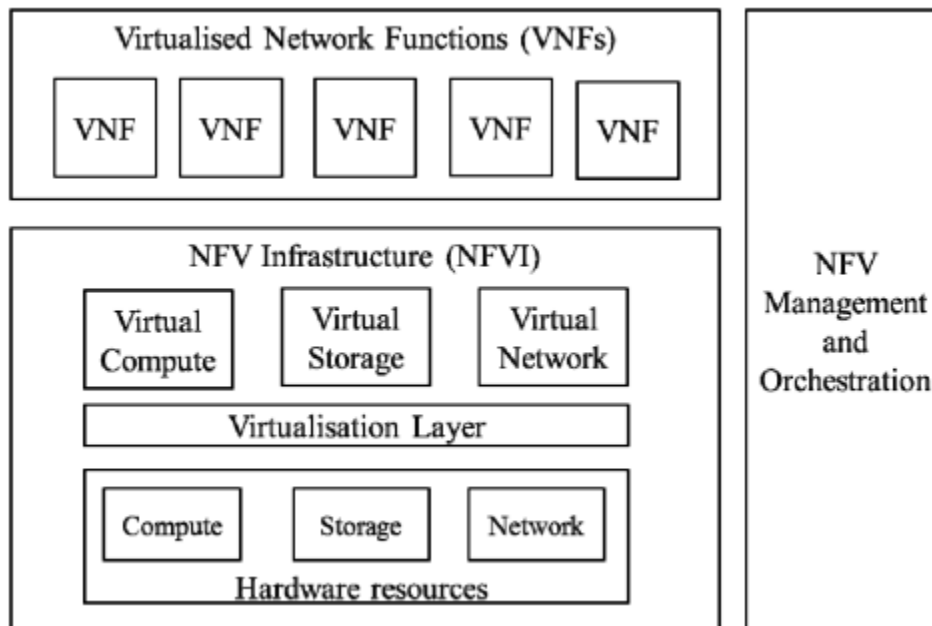 Virtualised Network Functions (VNFs)
VNF VNF VNF VNF VNF
NFV Infrastructure (NFVI)
Virtual Compute
Virtual Storage
Virtual Network
Virtualisation Layer
Compute Storage Network
Hardware resources
NFV
Management
and
Orchestration